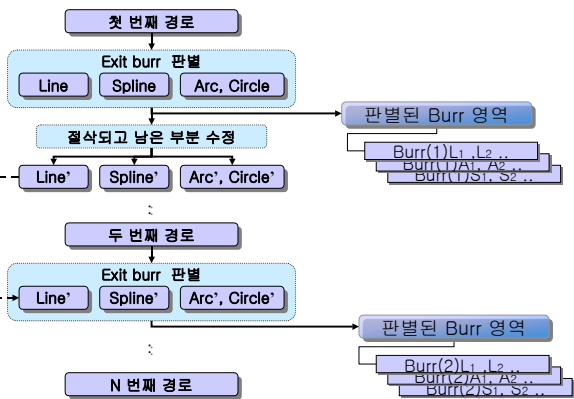 첫 번째 경로
Exit burr 판별
Line
Spline
Arc, Circle
판별된 Burr 영역
절삭되고 남은 부분 수정
Burr(1)L1 ,L2 ..
Burr(1)A1, A2 ..
Burr(1)S1, S2 ..
Line’
Spline’
Arc’, Circle’
두 번째 경로
Exit burr 판별
Line’
Spline’
Arc’, Circle’
판별된 Burr 영역
Burr(2)L1 ,L2 ..
Burr(2)A1, A2 ..
Burr(2)S1, S2 ..
N 번째 경로